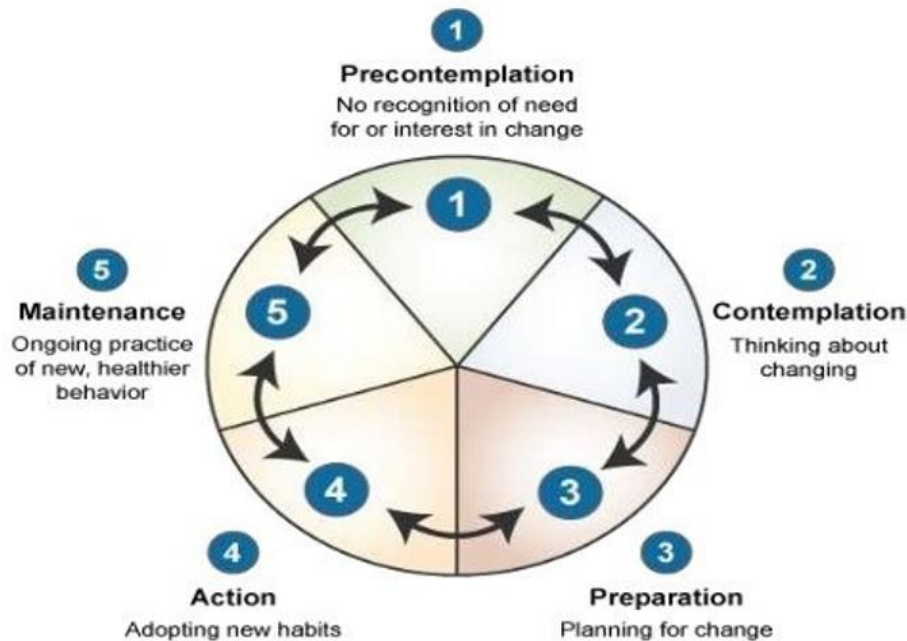 1
Precontemplation
No recognition of need
for or interest in change
1
2
Contemplation
Thinking about
changing
2
3
Preparation
Planning for change
3
4
Action
Adopting new habits
4
5
Maintenance
Ongoing practice
of new, healthier
behavior
5